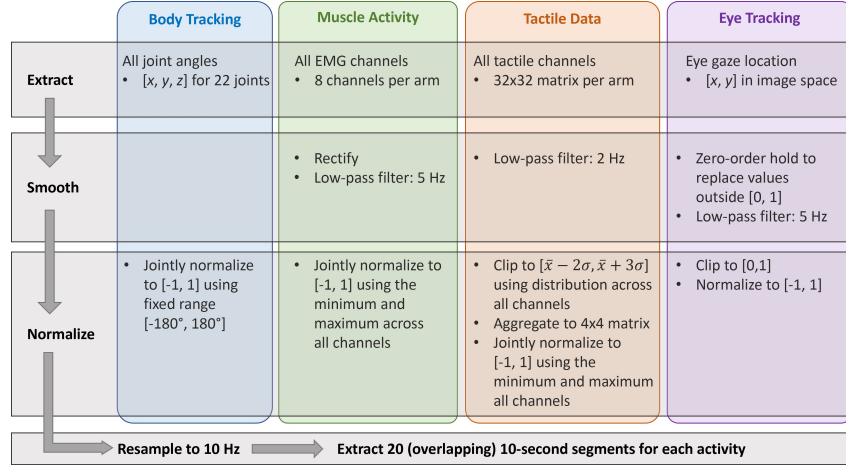 Body Tracking
Muscle Activity
Tactile Data
Eye Tracking
Extract
All joint angles
• [x, y, z] for 22 joints
All EMG channels
• 8 channels per arm
All tactile channels
• 32x32 matrix per arm
Eye gaze location
• [x, y] in image space
Smooth
• Rectify
• Low-pass filter: 5 Hz
• Low-pass filter: 2 Hz
• Zero-order hold to
replace values
outside [0, 1]
• Low-pass filter: 5 Hz
Normalize
• Jointly normalize
to [-1, 1] using
fixed range
[-180°, 180°]
• Jointly normalize to
[-1, 1] using the
minimum and
maximum across
all channels
• Clip to [x̄ − 2σ, x̄ + 3σ]
using distribution across
all channels
• Aggregate to 4x4 matrix
• Jointly normalize to
[-1, 1] using the
minimum and maximum
all channels
• Clip to [0,1]
• Normalize to [-1, 1]
Resample to 10 Hz
Extract 20 (overlapping) 10-second segments for each activity